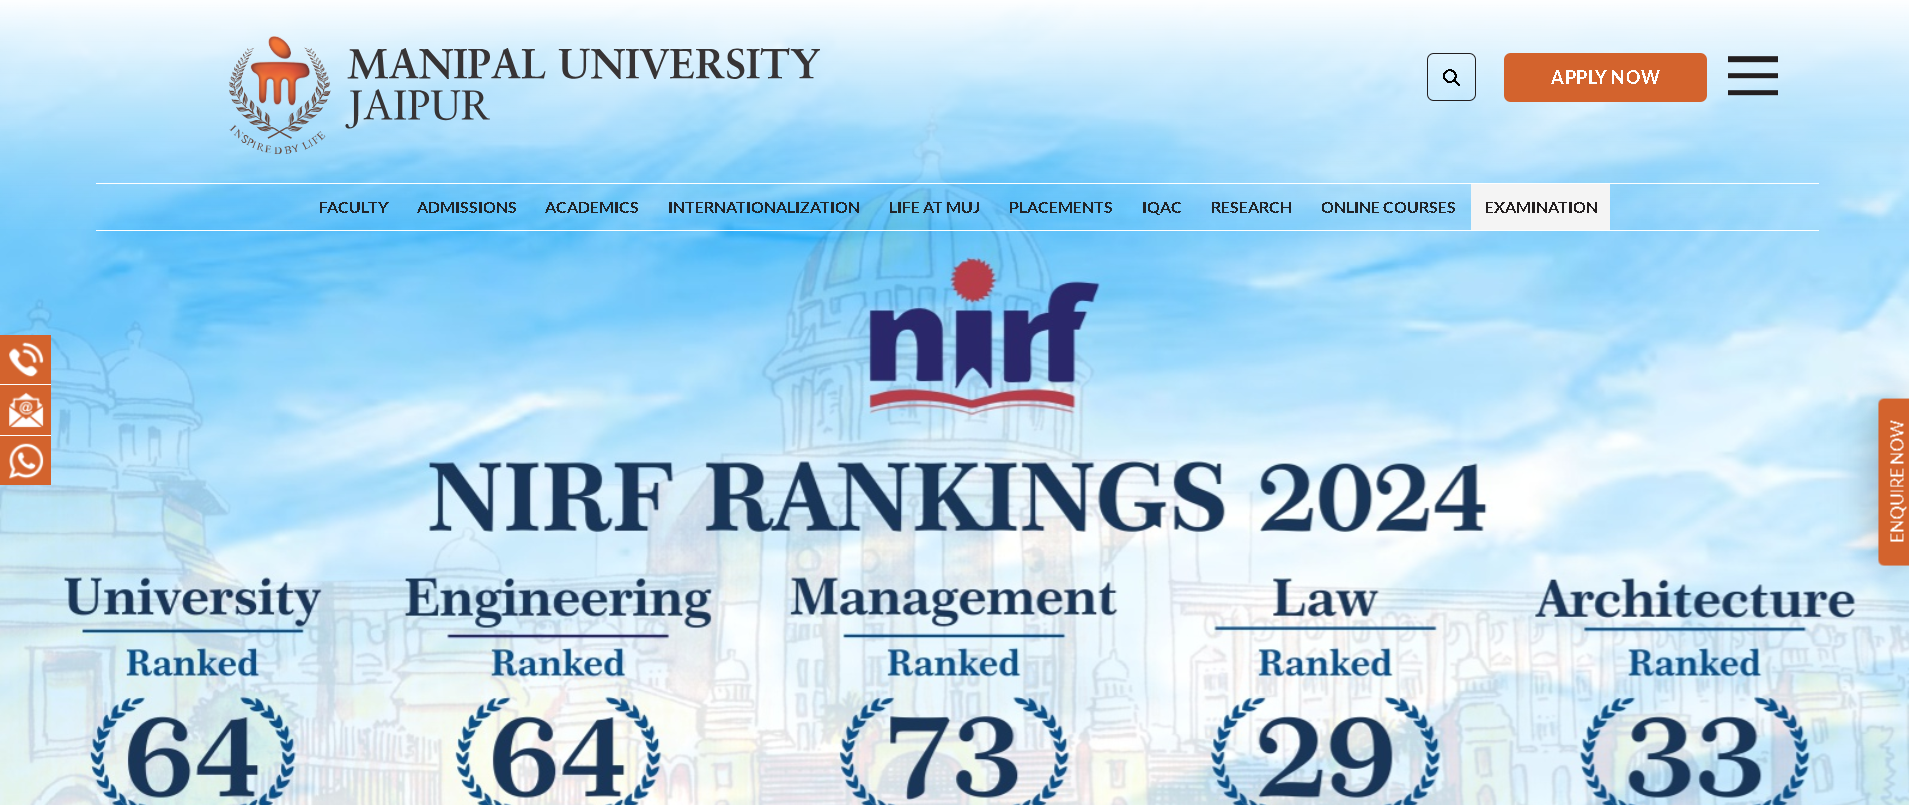 MANIPAL UNIVERSITY
JAIPUR
INSPIRED BY LIFE
APPLY NOW
FACULTY ADMISSIONS ACADEMICS INTERNATIONALIZATION LIFE AT MUJ PLACEMENTS IQAC RESEARCH ONLINE COURSES EXAMINATION
nirf
ENQUIRE NOW
NIRF RANKINGS 2024
University Engineering Management Law Architecture
Ranked Ranked Ranked Ranked Ranked
64 64 73 29 33